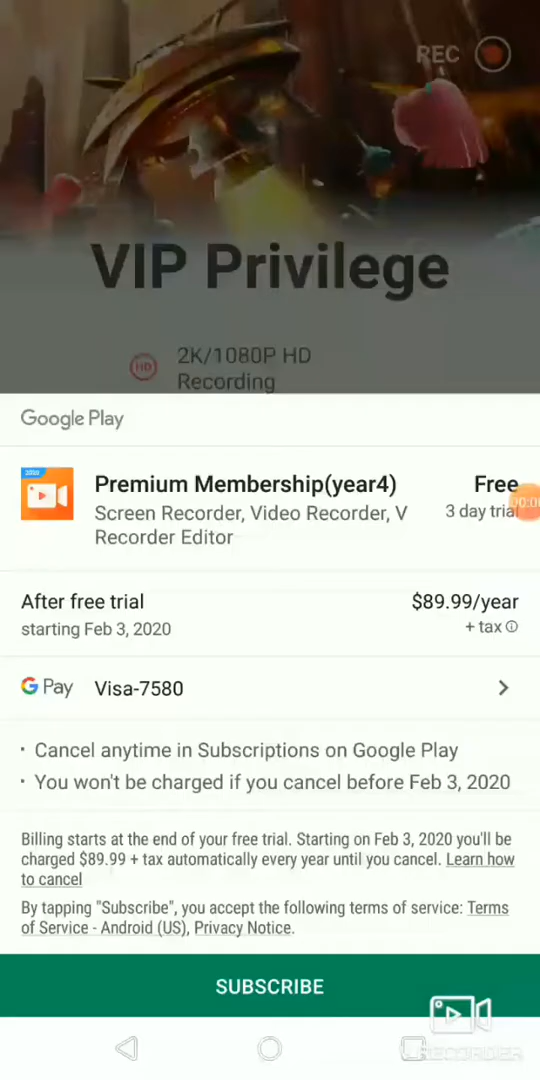 REC
VIP Privilege
HD
2K/1080P HD
Recording
Google Play
Premium Membership(year4)
Free
Screen Recorder, Video Recorder, V
Recorder Editor
3 day trial
After free trial
$89.99/year
starting Feb 3, 2020
+ tax
G Pay
Visa-7580
· Cancel anytime in Subscriptions on Google Play
· You won't be charged if you cancel before Feb 3, 2020
Billing starts at the end of your free trial. Starting on Feb 3, 2020 you'll be
charged $89.99 + tax automatically every year until you cancel. Learn how
to cancel
By tapping "Subscribe", you accept the following terms of service: Terms
of Service - Android (US), Privacy Notice.
SUBSCRIBE
V RECORDER